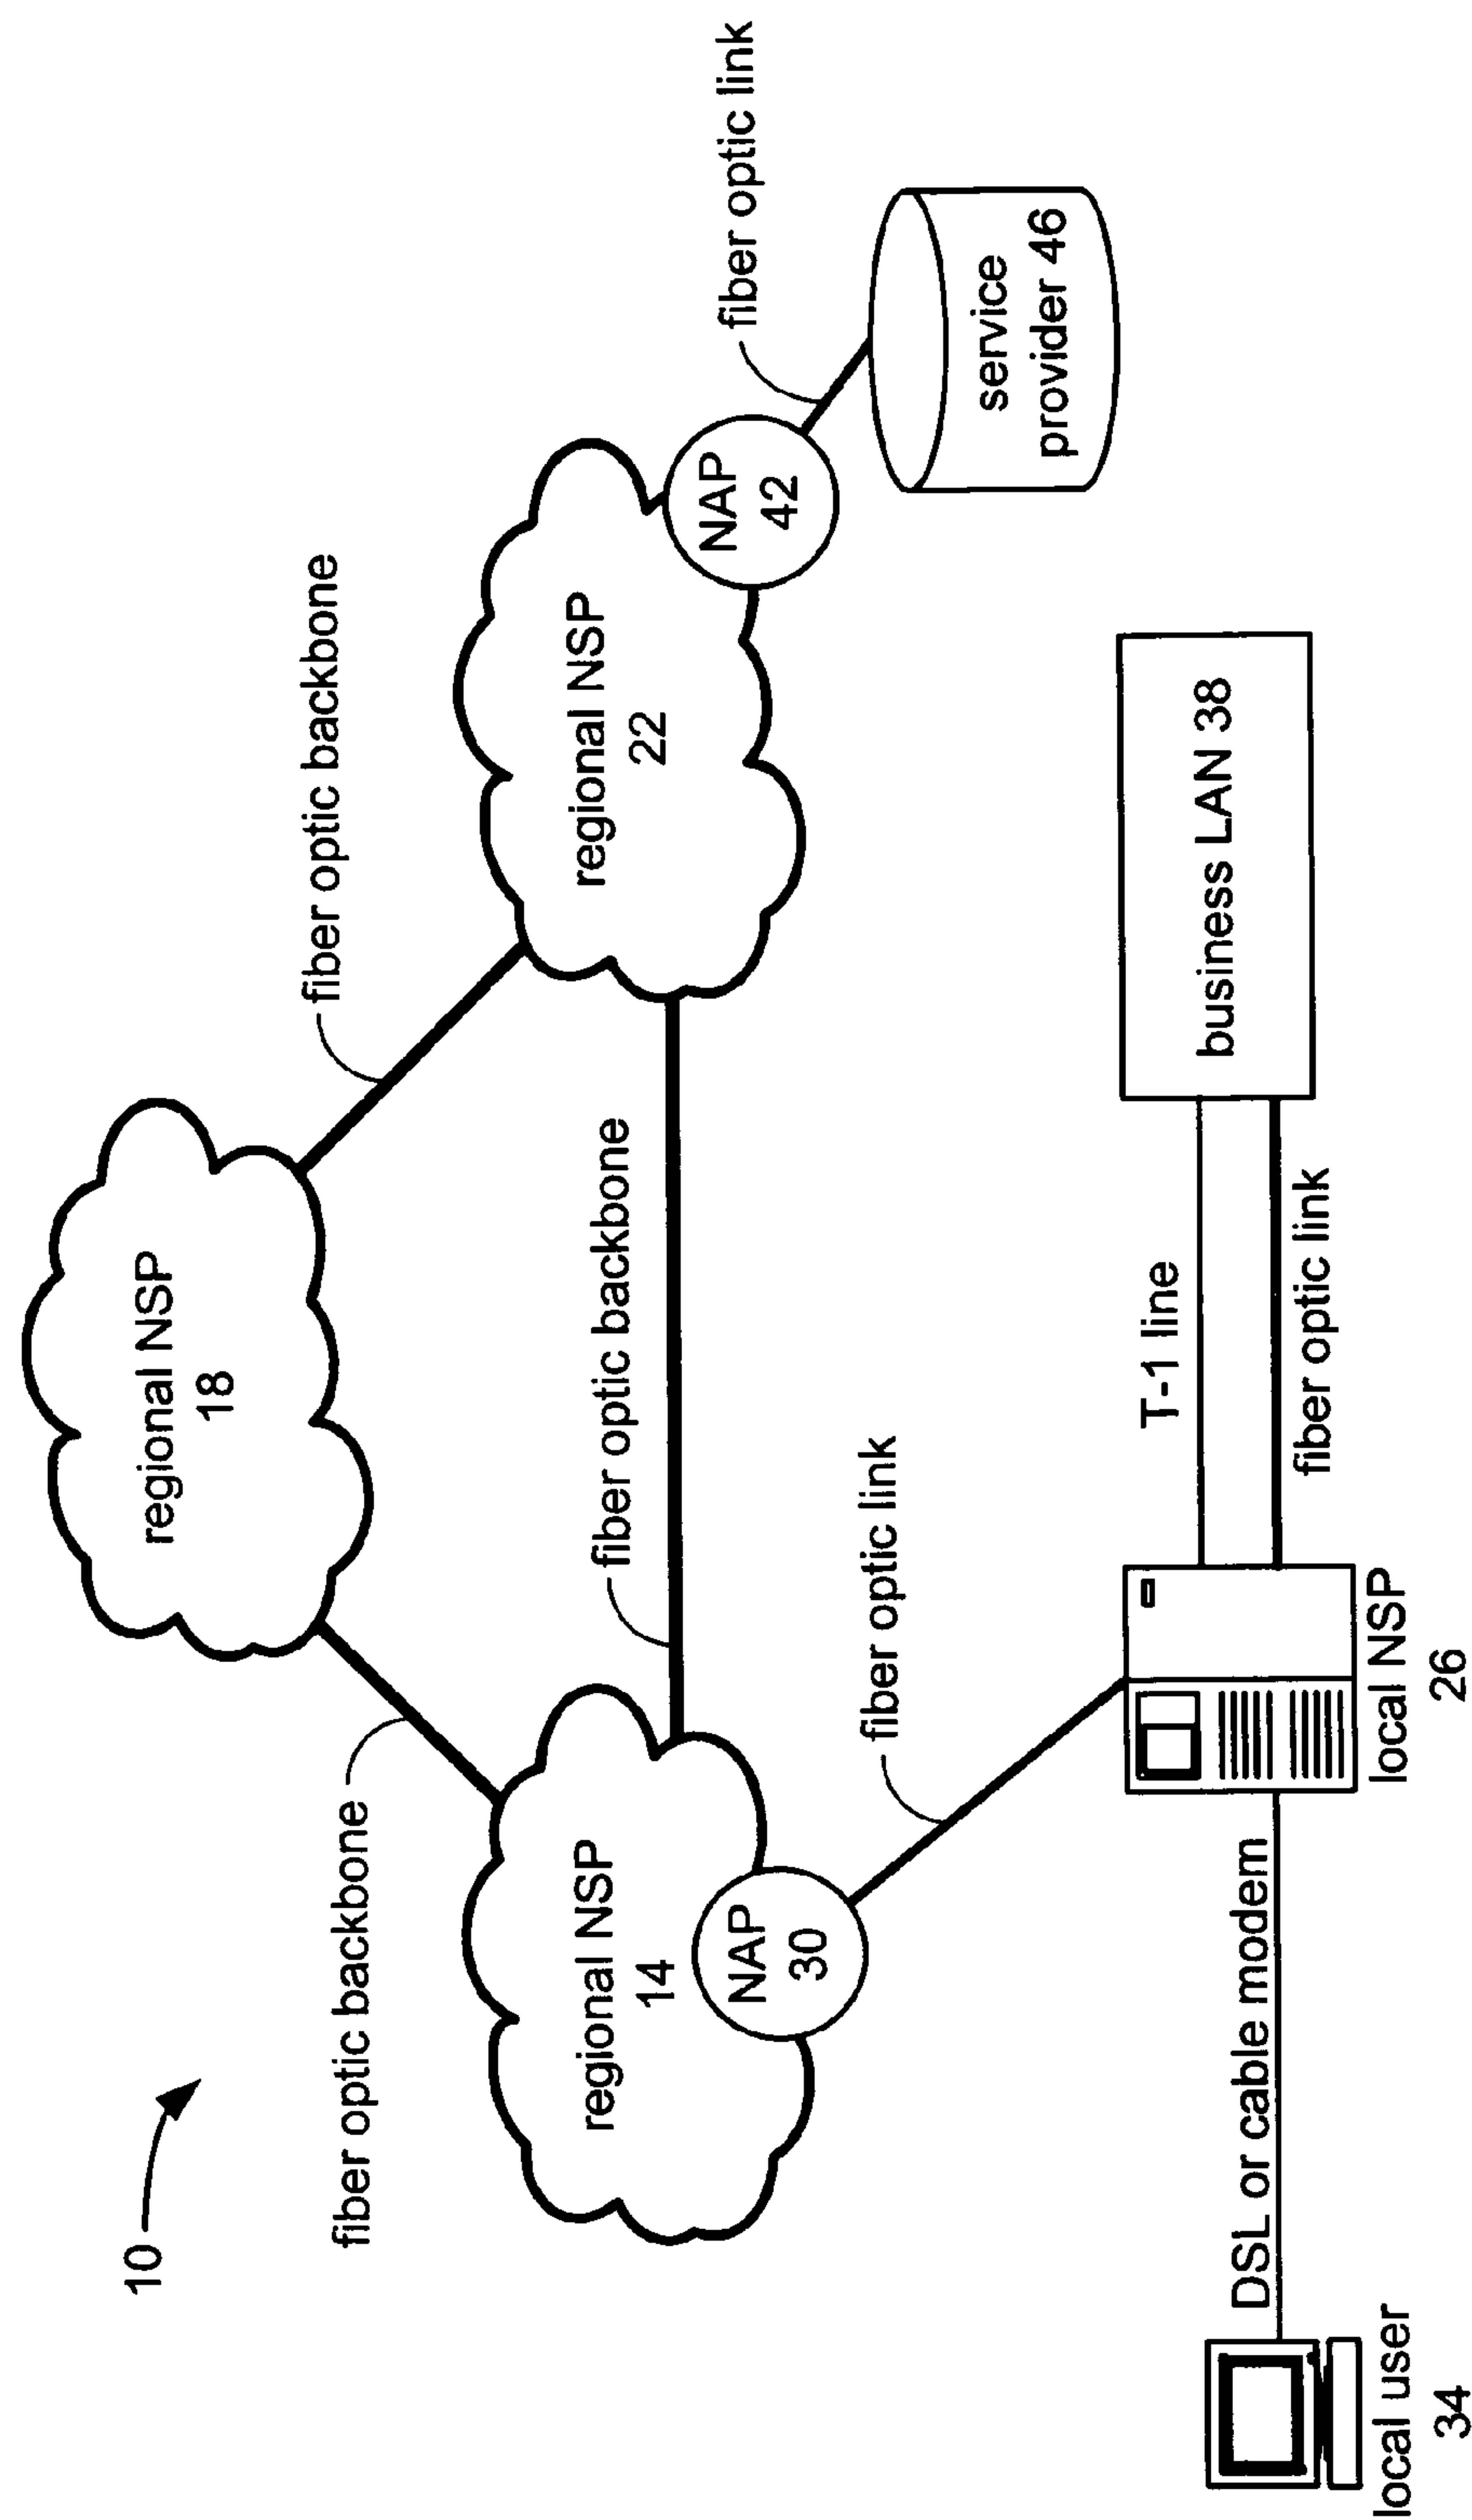 10
regional NSP
18
fiber optic backbone
fiber optic backbone
fiber optic link
regional NSP
14
NAP
30
fiber optic backbone
regional NSP
22
NAP
42
fiber optic link
service
provider 46
T-1 line
business LAN 38
DSL or cable modem
fiber optic link
local user
34
local NSP
26